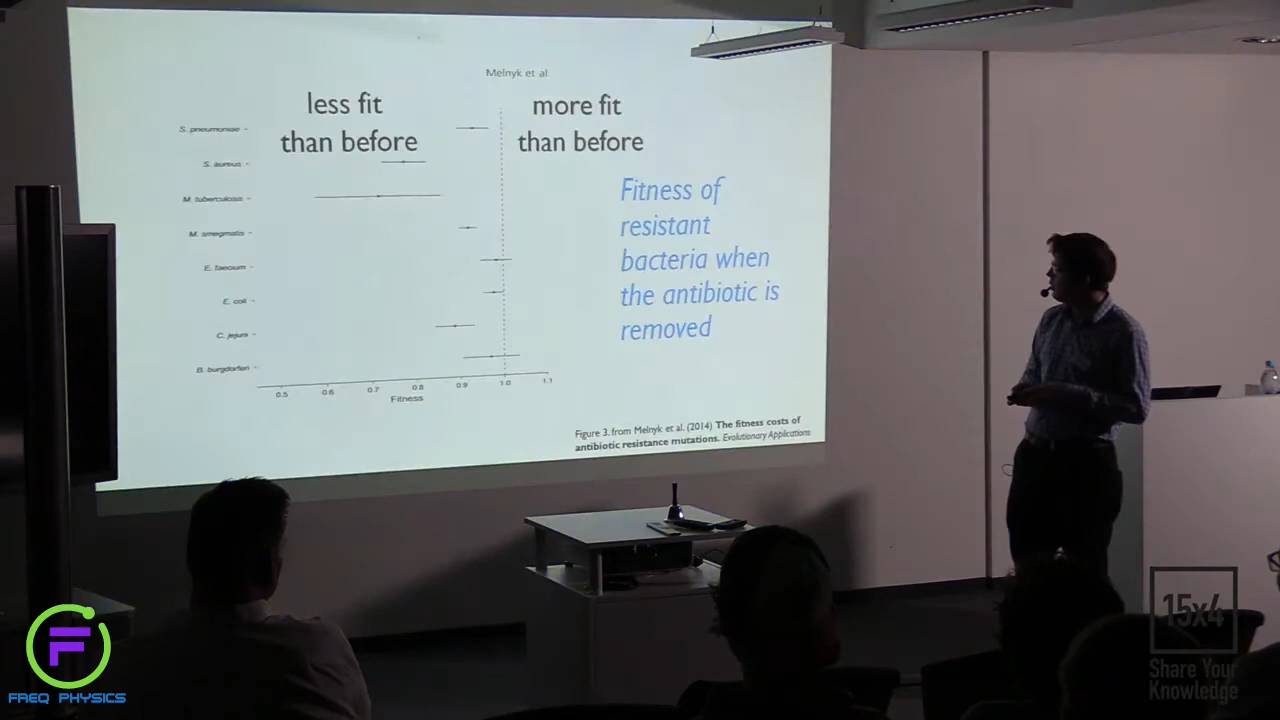 Melnyk et al.
less fit
than before
more fit
than before
S. pneumoniae
S. aureus
M. tuberculosis
M. smegmatis
E. faecium
E. coli
C. jejuni
B. burgdorferi
0.5 0.6 0.7 0.8 0.9 1.0 1.1
Fitness
Fitness of
resistant
bacteria when
the antibiotic is
removed
Figure 3. from Melnyk et al. (2014) The fitness costs of
antibiotic resistance mutations. Evolutionary Applications
F
FREQ PHYSICS
15x4
Share Your
Knowledge